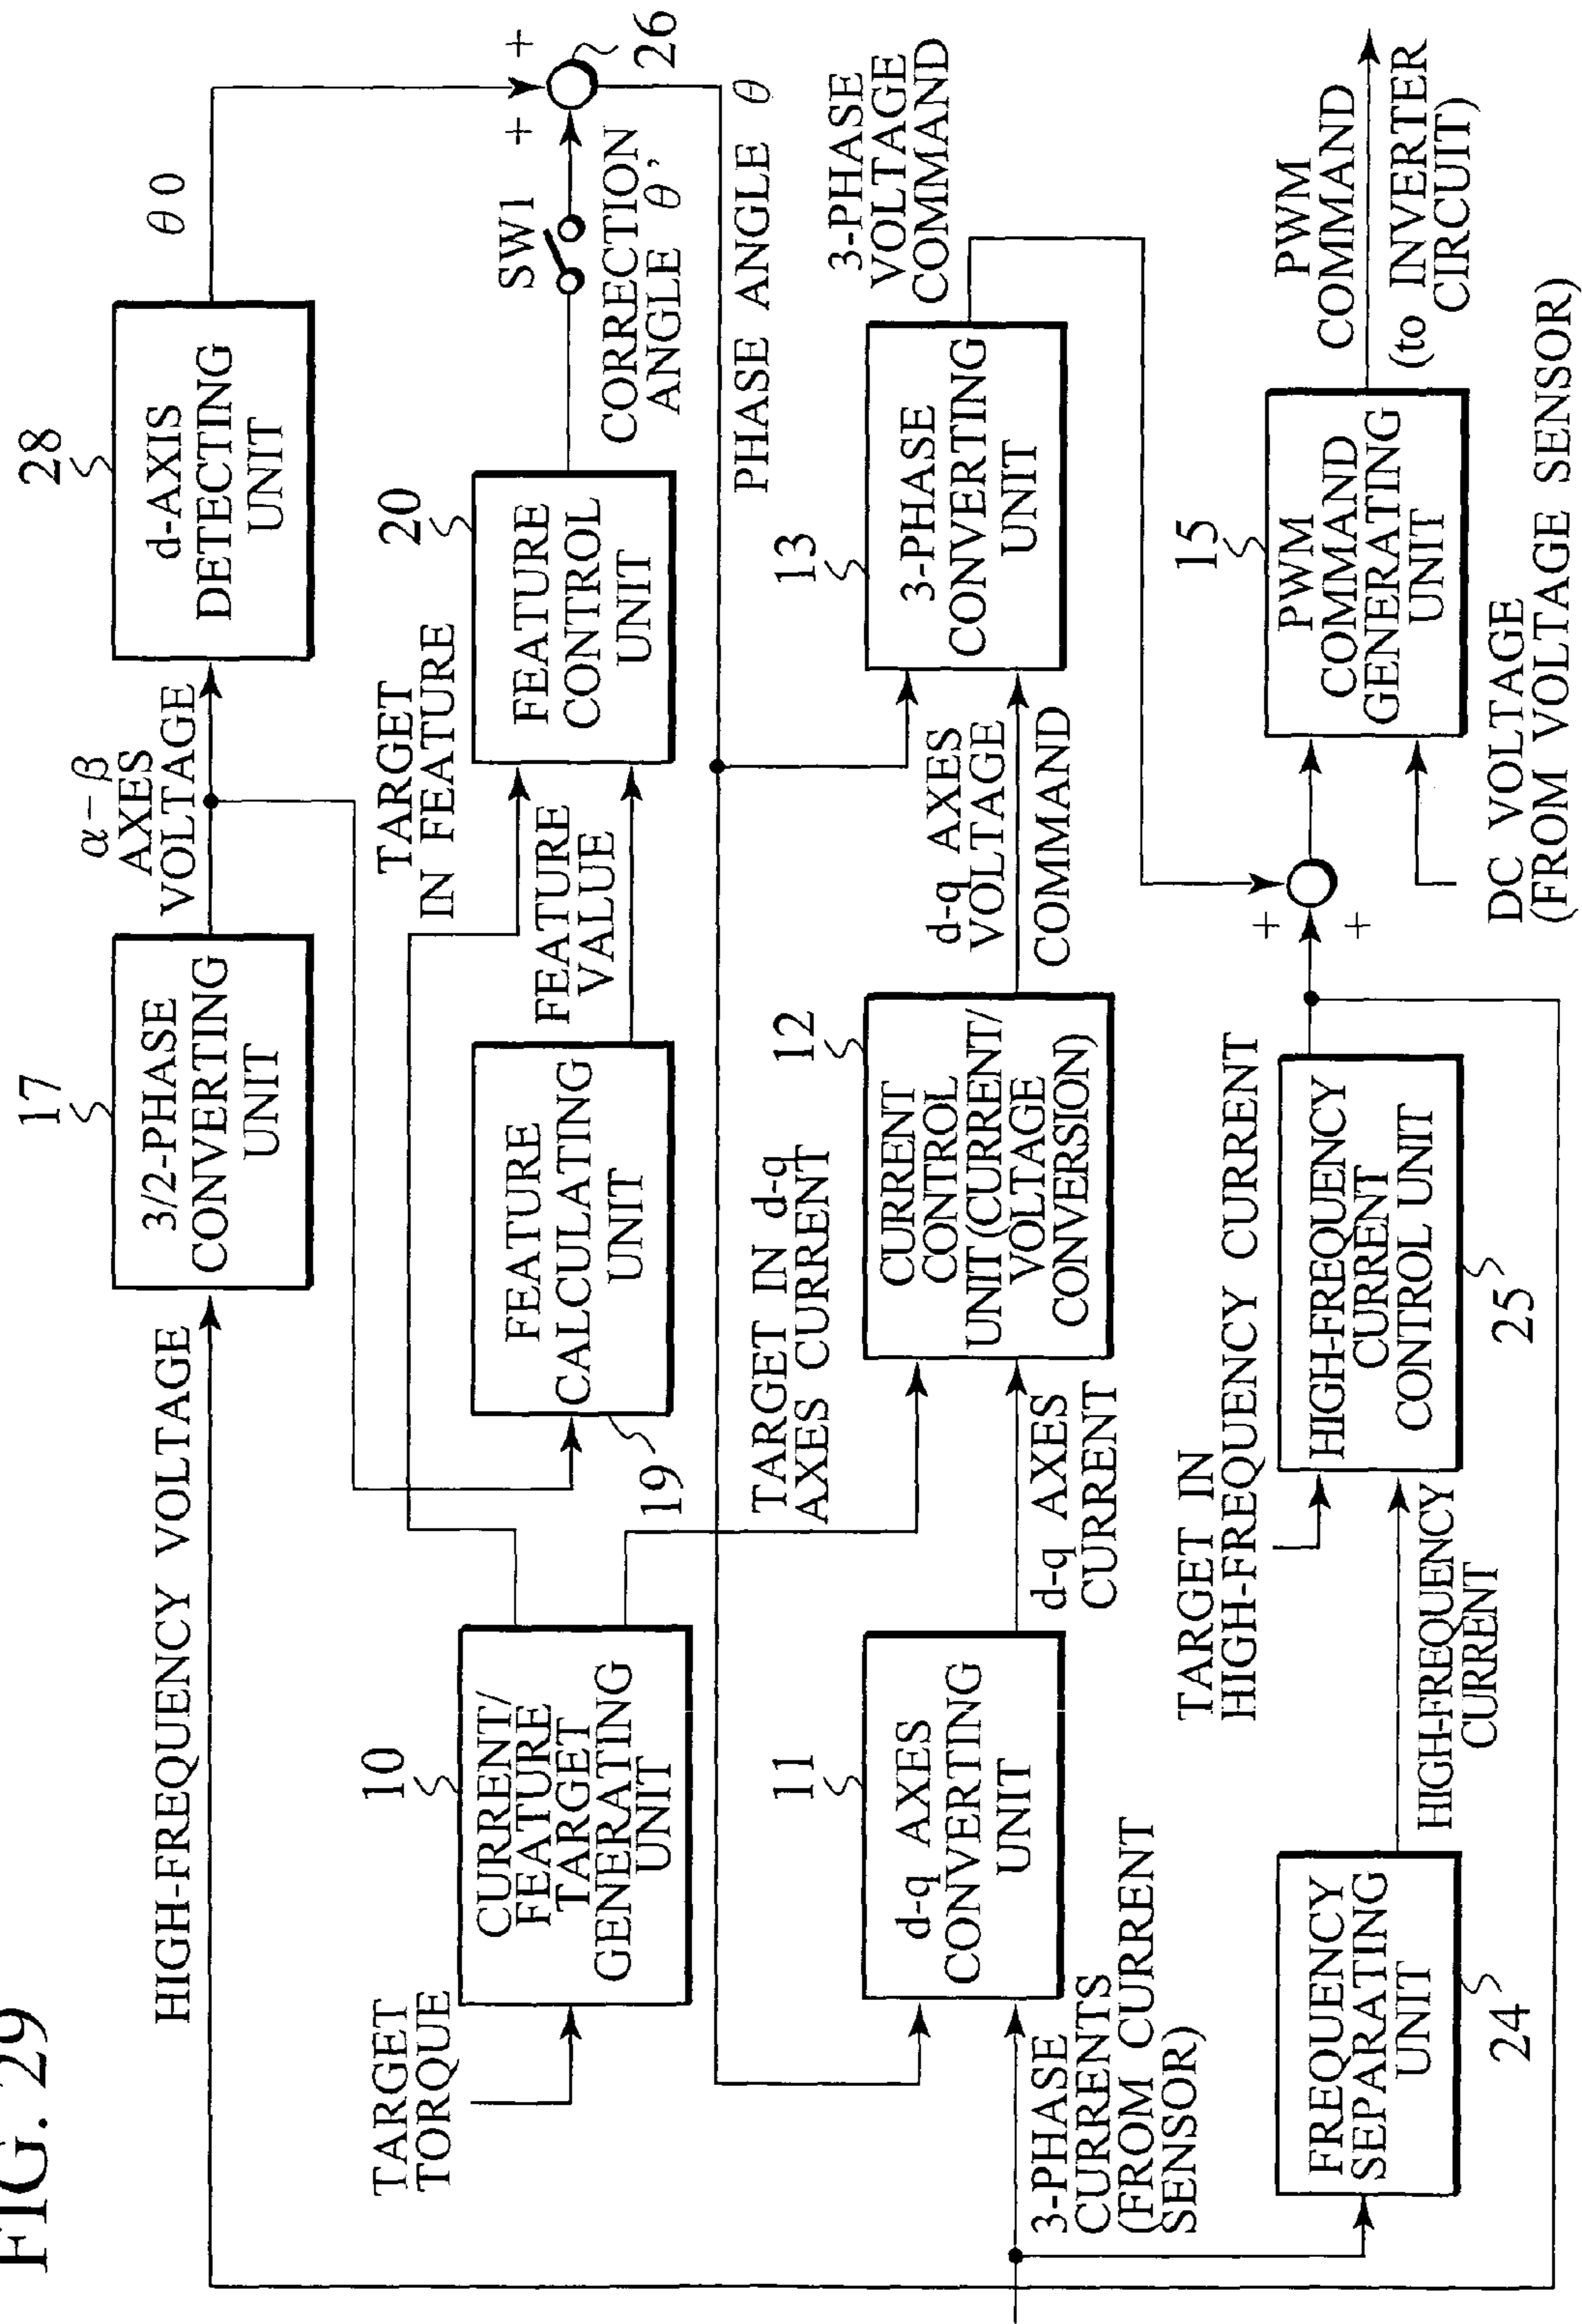 FIG. 29
HIGH-FREQUENCY VOLTAGE
17
3/2-PHASE
CONVERTING
UNIT
α−β
AXES
VOLTAGE
28
d-AXIS
DETECTING
UNIT
θ0
TARGET
TORQUE
10
CURRENT/
FEATURE
TARGET
GENERATING
UNIT
19
FEATURE
CALCULATING
UNIT
FEATURE
VALUE
TARGET
IN FEATURE
20
FEATURE
CONTROL
UNIT
SW1
CORRECTION
ANGLE θ'
+
+
26
PHASE ANGLE θ
TARGET IN d-q
AXES CURRENT
3-PHASE
CURRENTS
(FROM CURRENT
SENSOR)
11
d-q AXES
CONVERTING
UNIT
d-q AXES
CURRENT
12
CURRENT
CONTROL
UNIT (CURRENT/
VOLTAGE
CONVERSION)
d-q AXES
VOLTAGE
COMMAND
13
3-PHASE
CONVERTING
UNIT
3-PHASE
VOLTAGE
COMMAND
FREQUENCY
SEPARATING
UNIT
24
HIGH-FREQUENCY
CURRENT
TARGET IN
HIGH-FREQUENCY CURRENT
HIGH-FREQUENCY
CURRENT
CONTROL UNIT
25
+
+
DC VOLTAGE
(FROM VOLTAGE SENSOR)
15
PWM
COMMAND
GENERATING
UNIT
PWM
COMMAND
(to INVERTER
CIRCUIT)